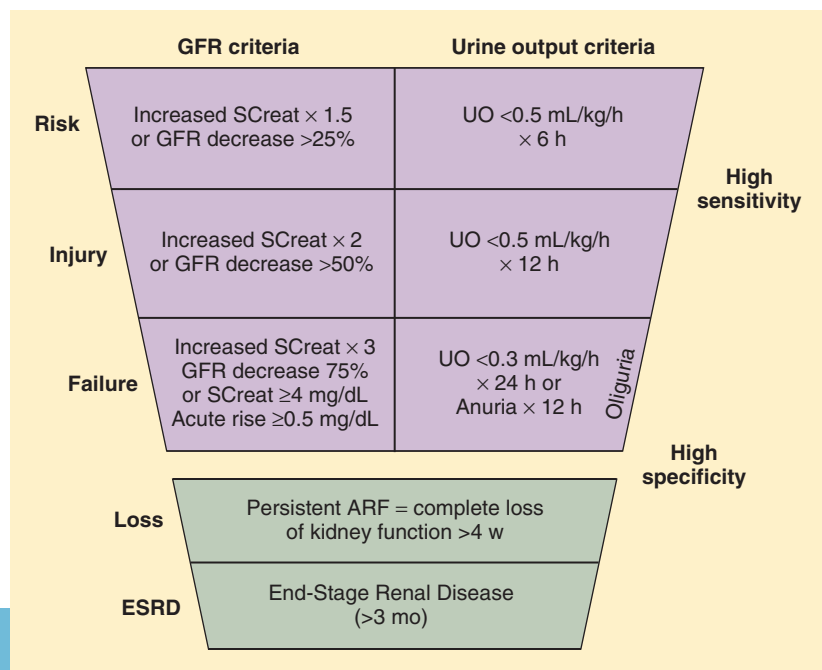 GFR criteria
Urine output criteria
Risk
Increased SCreat × 1.5
or GFR decrease >25%
UO <0.5 mL/kg/h
× 6 h
High
sensitivity
Injury
Increased SCreat × 2
or GFR decrease >50%
UO <0.5 mL/kg/h
× 12 h
Failure
Increased SCreat × 3
GFR decrease 75%
or SCreat ≥4 mg/dL
Acute rise ≥0.5 mg/dL
UO <0.3 mL/kg/h
× 24 h or
Anuria × 12 h
Oliguria
High
specificity
Loss
Persistent ARF = complete loss
of kidney function >4 w
ESRD
End-Stage Renal Disease
(>3 mo)